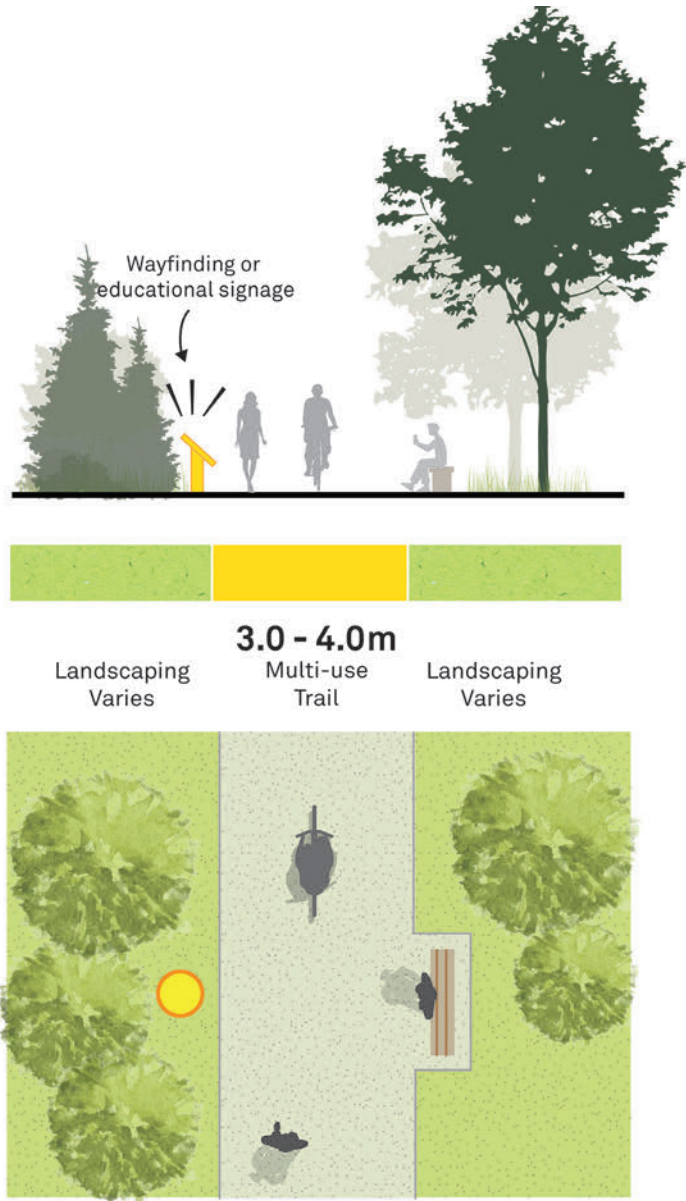 Wayfinding or
educational signage
3.0 - 4.0m
Multi-use
Trail
Landscaping
Varies
Landscaping
Varies